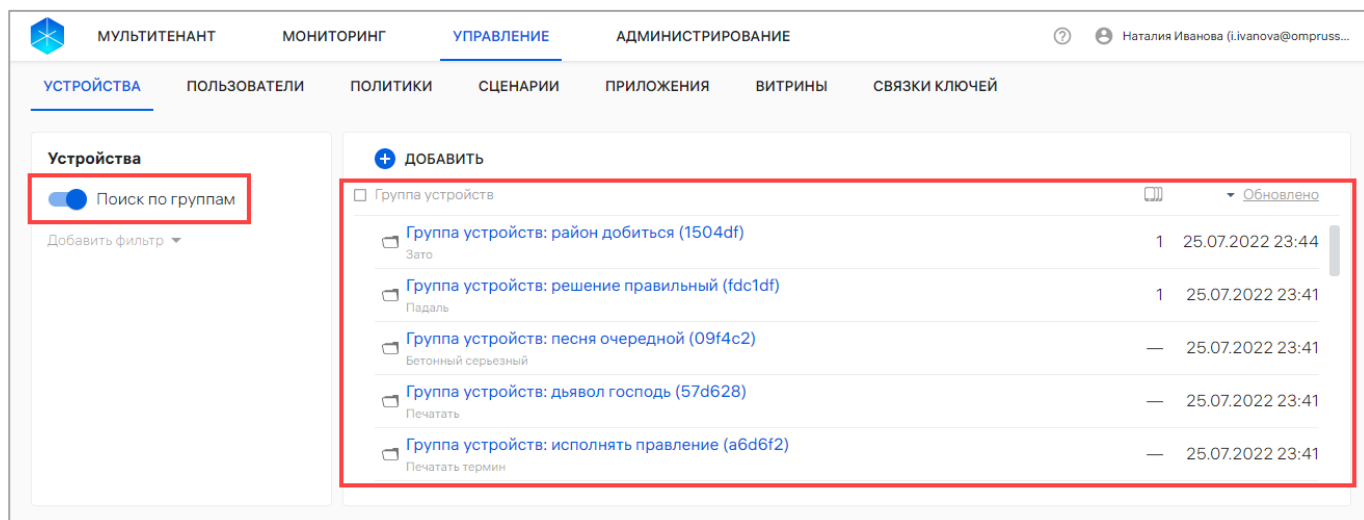 МУЛЬТИТЕНАНТ МОНИТОРИНГ УПРАВЛЕНИЕ АДМИНИСТРИРОВАНИЕ ? Наталия Иванова (i.ivanova@ompruss...
УСТРОЙСТВА ПОЛЬЗОВАТЕЛИ ПОЛИТИКИ СЦЕНАРИИ ПРИЛОЖЕНИЯ ВИТРИНЫ СВЯЗКИ КЛЮЧЕЙ
Устройства
Поиск по группам
Добавить фильтр
ДОБАВИТЬ
Группа устройств Обновлено
Группа устройств: район добиться (1504df) 1 25.07.2022 23:44
Зато
Группа устройств: решение правильный (fdc1df) 1 25.07.2022 23:41
Падаль
Группа устройств: песня очередной (09f4c2) — 25.07.2022 23:41
Бетонный серьезный
Группа устройств: дьявол господь (57d628) — 25.07.2022 23:41
Печатать
Группа устройств: исполнять правление (a6d6f2) — 25.07.2022 23:41
Печатать термин